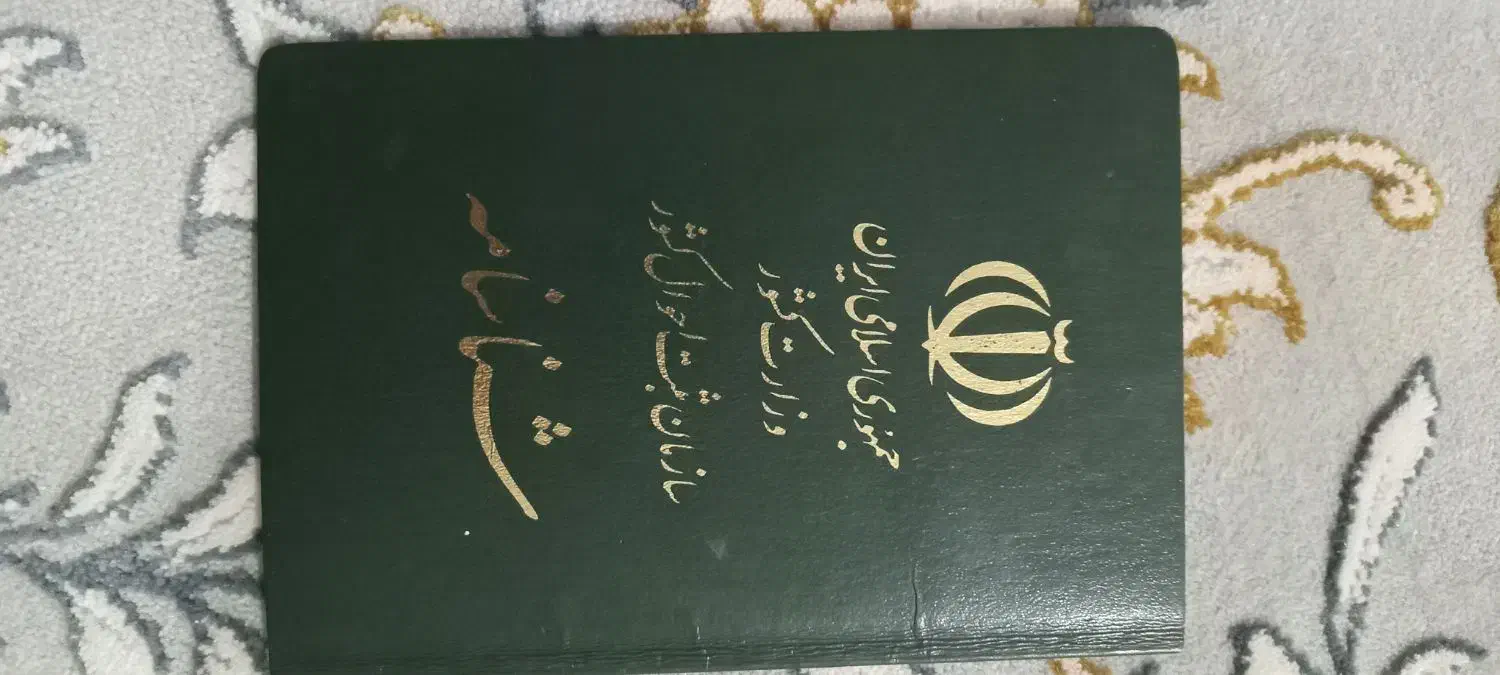 جمهوری اسلامی ایران
وزارت کشور
سازمان ثبت احوال کشور
شناسنامه